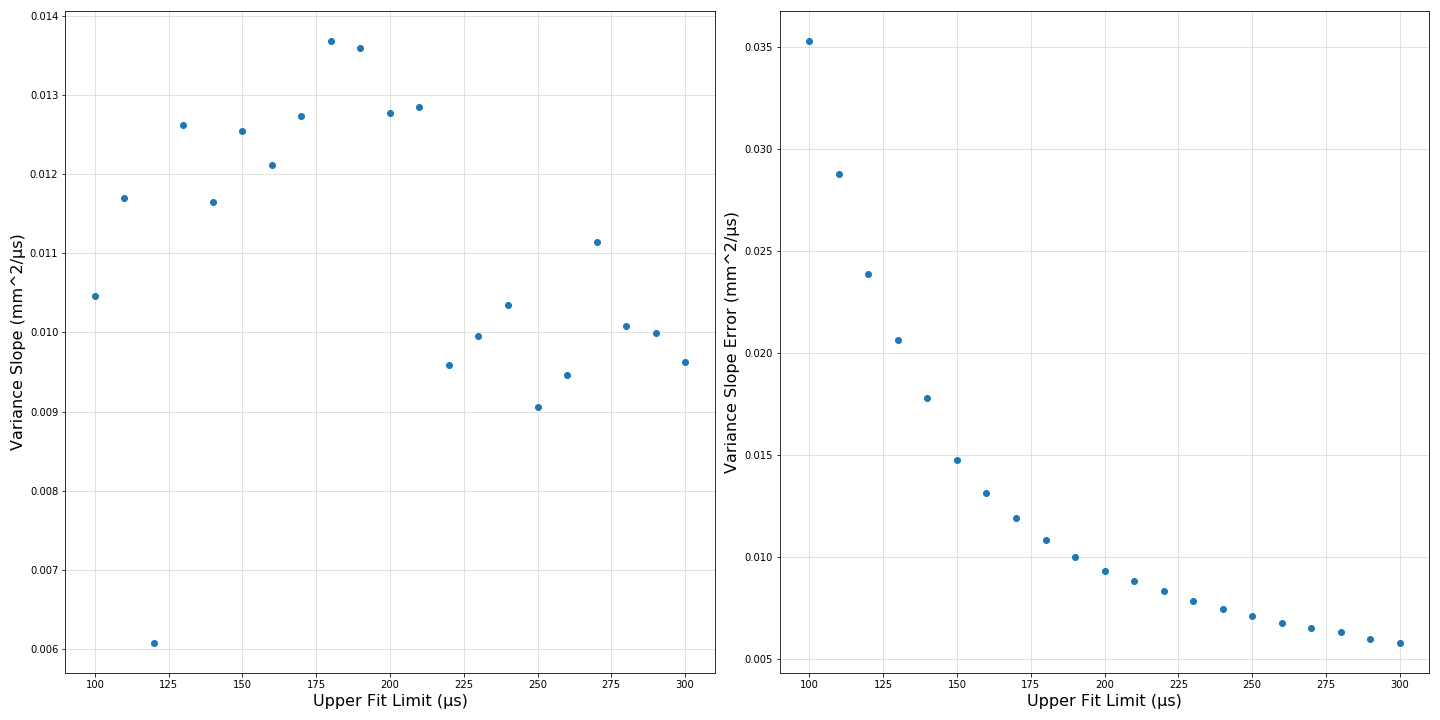 0.014
0.013
0.012
0.011
0.010
0.009
0.008
0.007
0.006
Variance Slope (mm^2/μs)
100 125 150 175 200 225 250 275 300
Upper Fit Limit (μs)
0.035
0.030
0.025
0.020
0.015
0.010
0.005
Variance Slope Error (mm^2/μs)
100 125 150 175 200 225 250 275 300
Upper Fit Limit (μs)